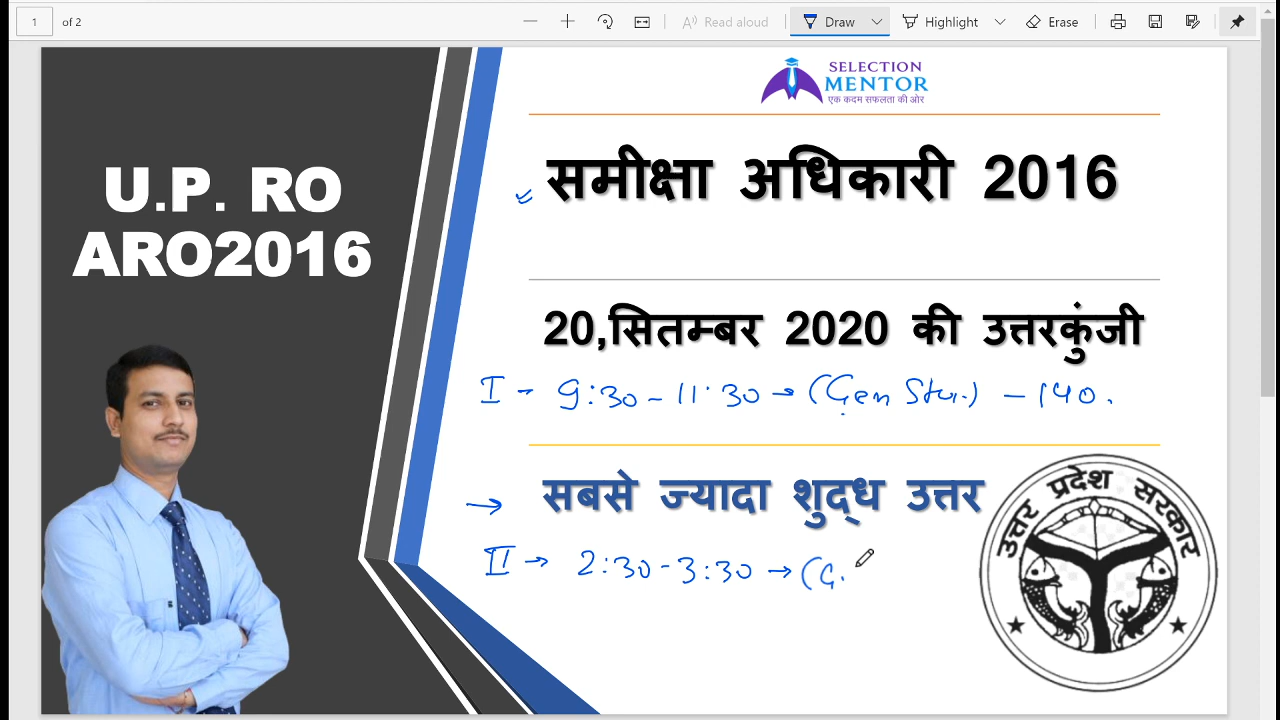 1 of 2 Read aloud Draw Highlight Erase
SELECTION
MENTOR
एक कदम सफलता की ओर
U.P. RO
ARO2016
समीक्षा अधिकारी 2016
20,सितम्बर 2020 की उत्तरकुंजी
I - 9:30 - 11:30 → (Gen Stu.) - 140.
→ सबसे ज्यादा शुद्ध उत्तर
II → 2:30 - 3:30 → (G.
उत्तर प्रदेश सरकार